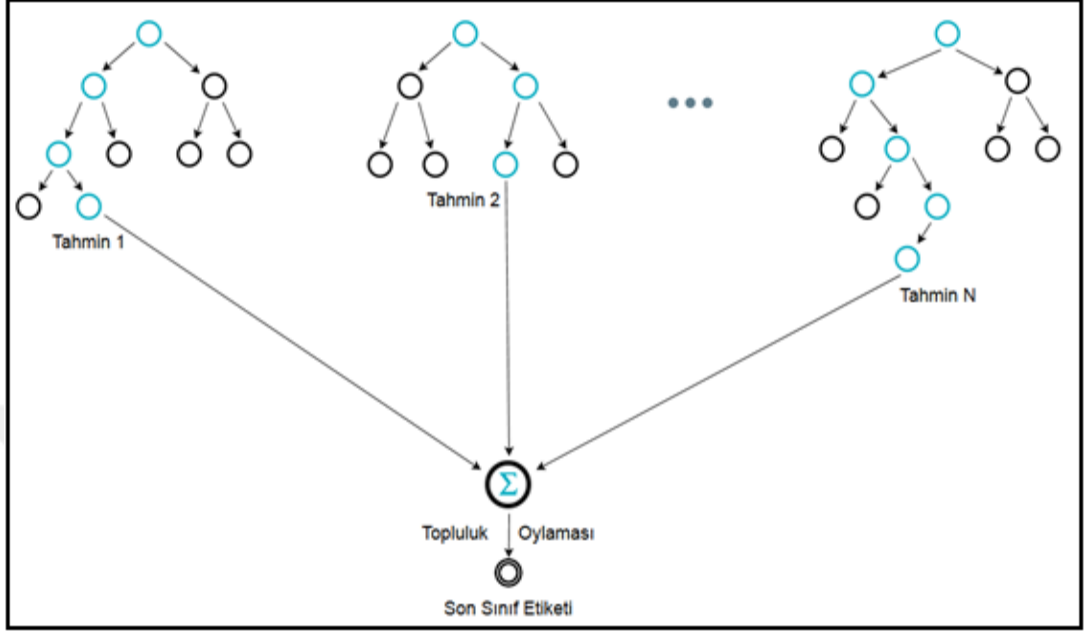 Tahmin 1
Tahmin 2
Tahmin N
Σ
Topluluk Oylaması
Son Sınıf Etiketi